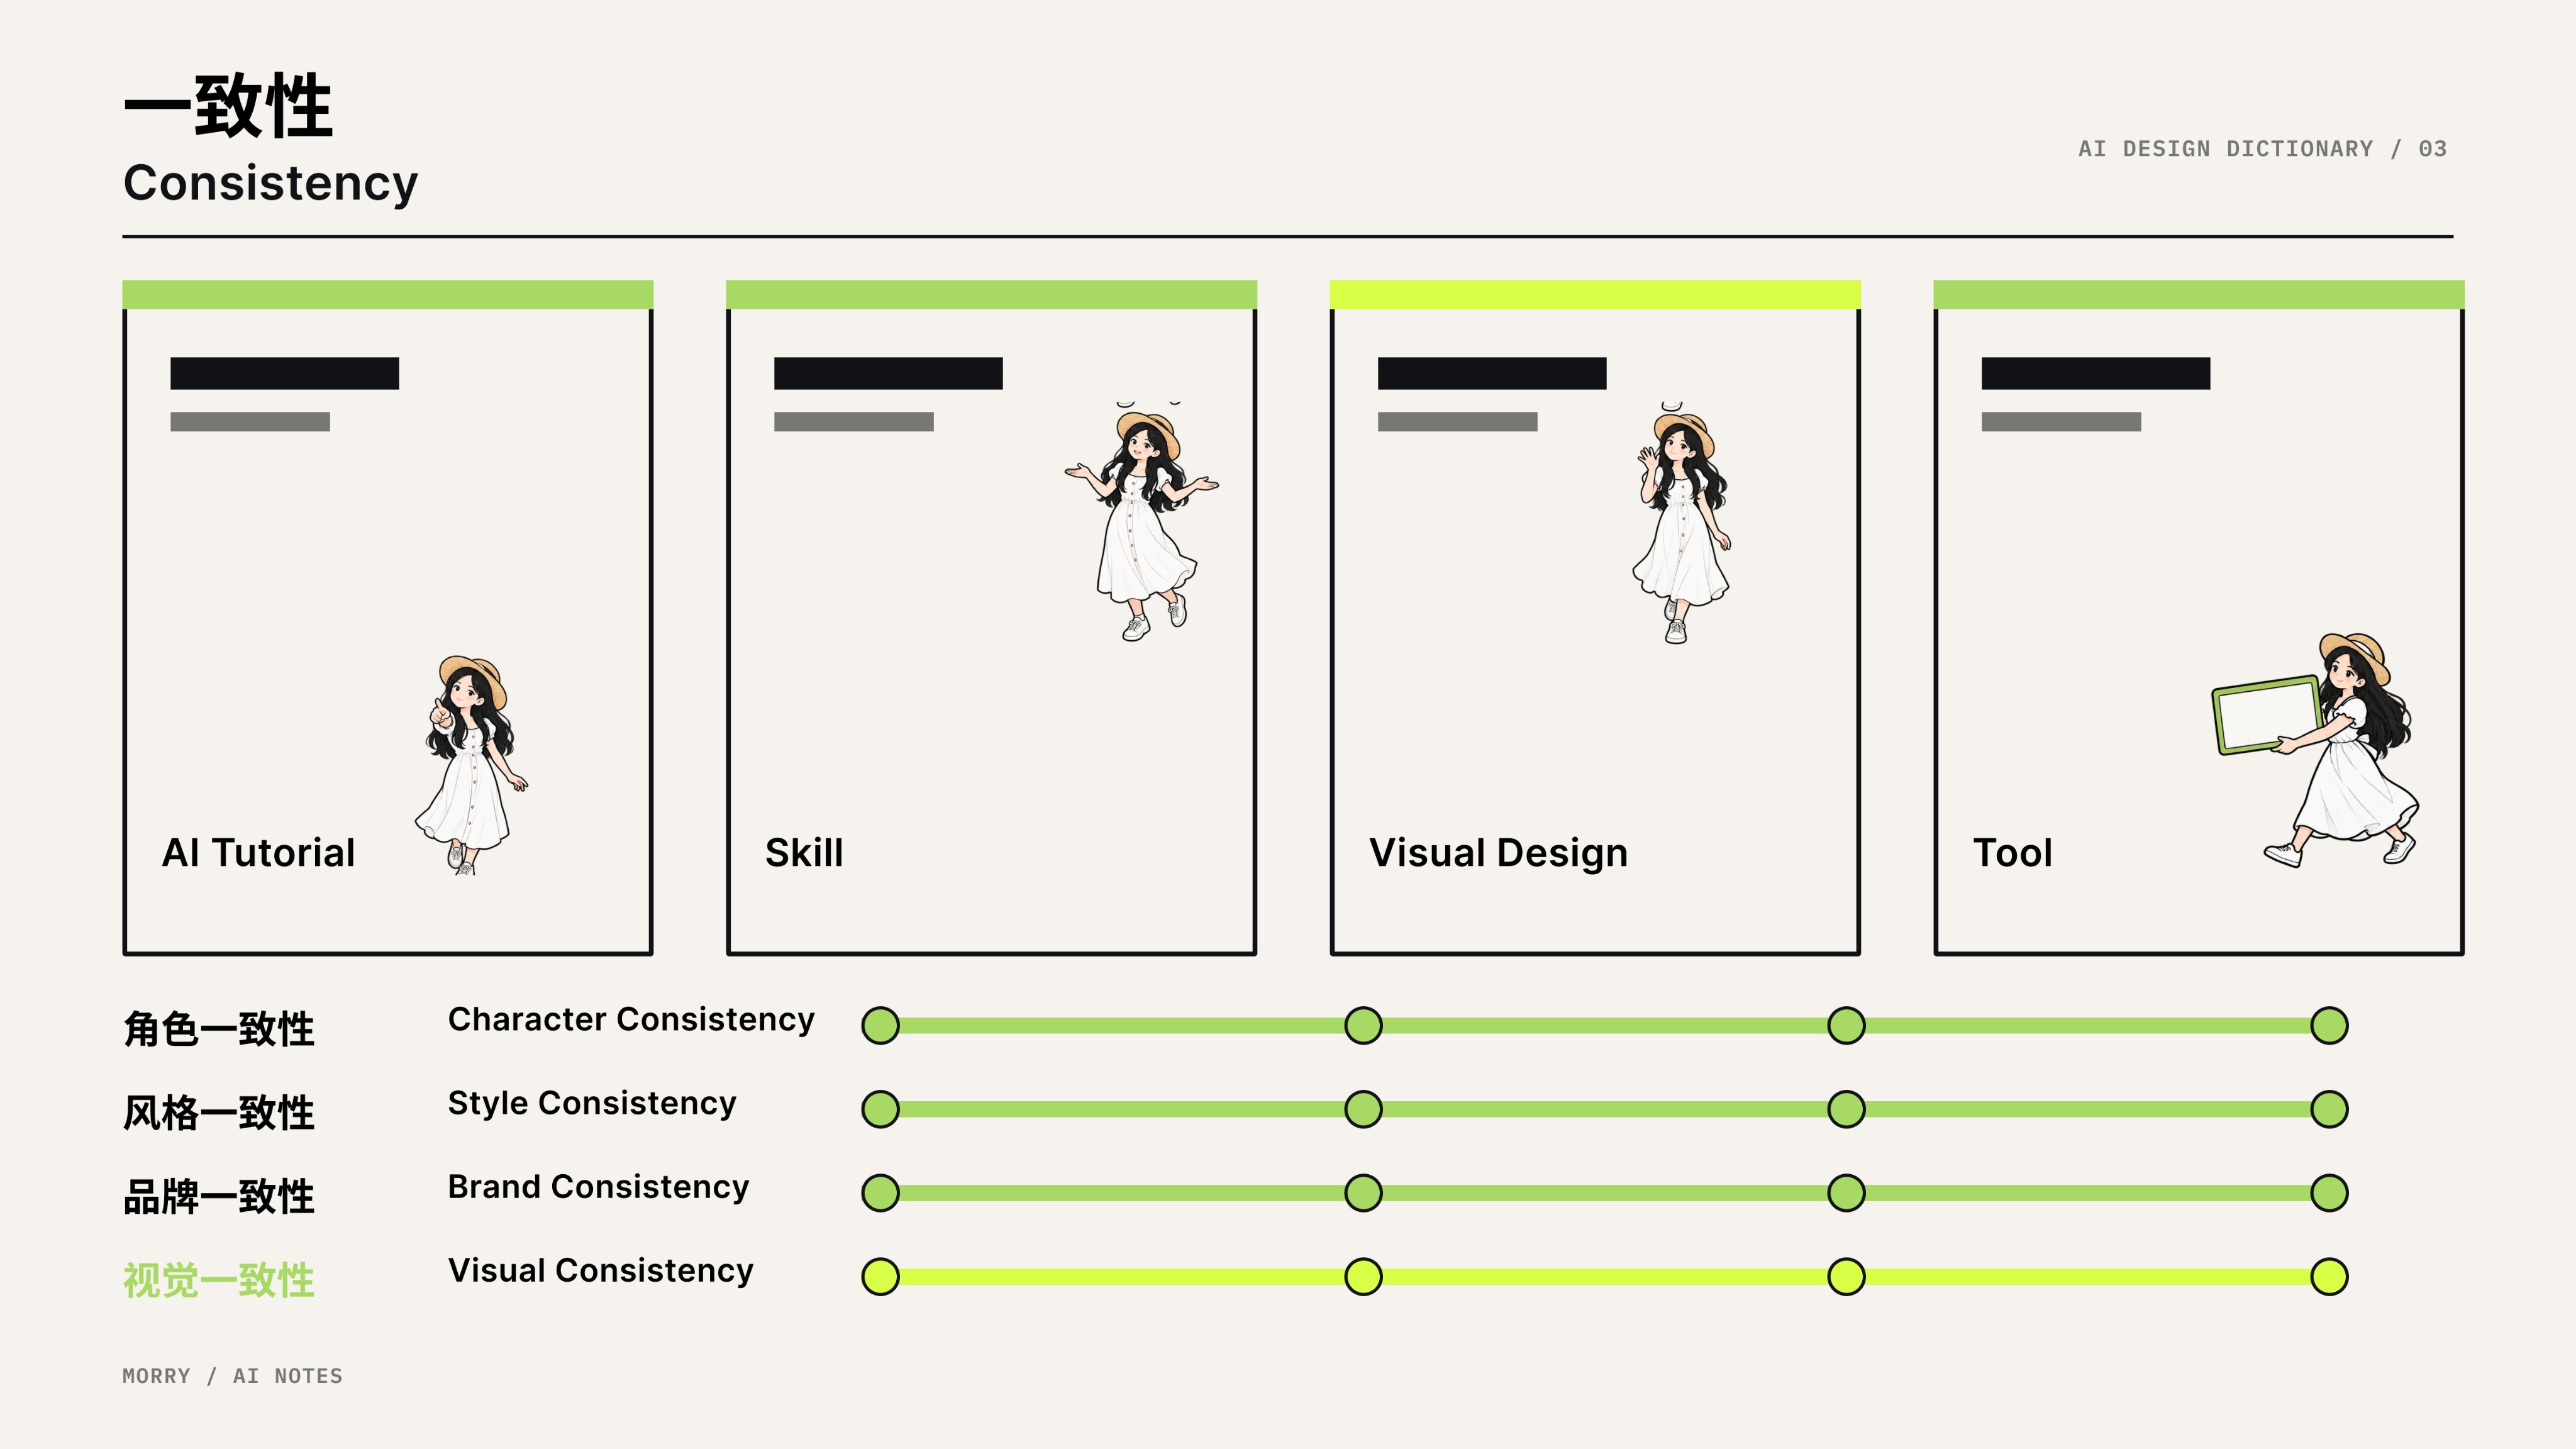 一致性
Consistency
AI DESIGN DICTIONARY / 03
AI Tutorial
Skill
Visual Design
Tool
角色一致性
Character Consistency
风格一致性
Style Consistency
品牌一致性
Brand Consistency
视觉一致性
Visual Consistency
MORRY / AI NOTES